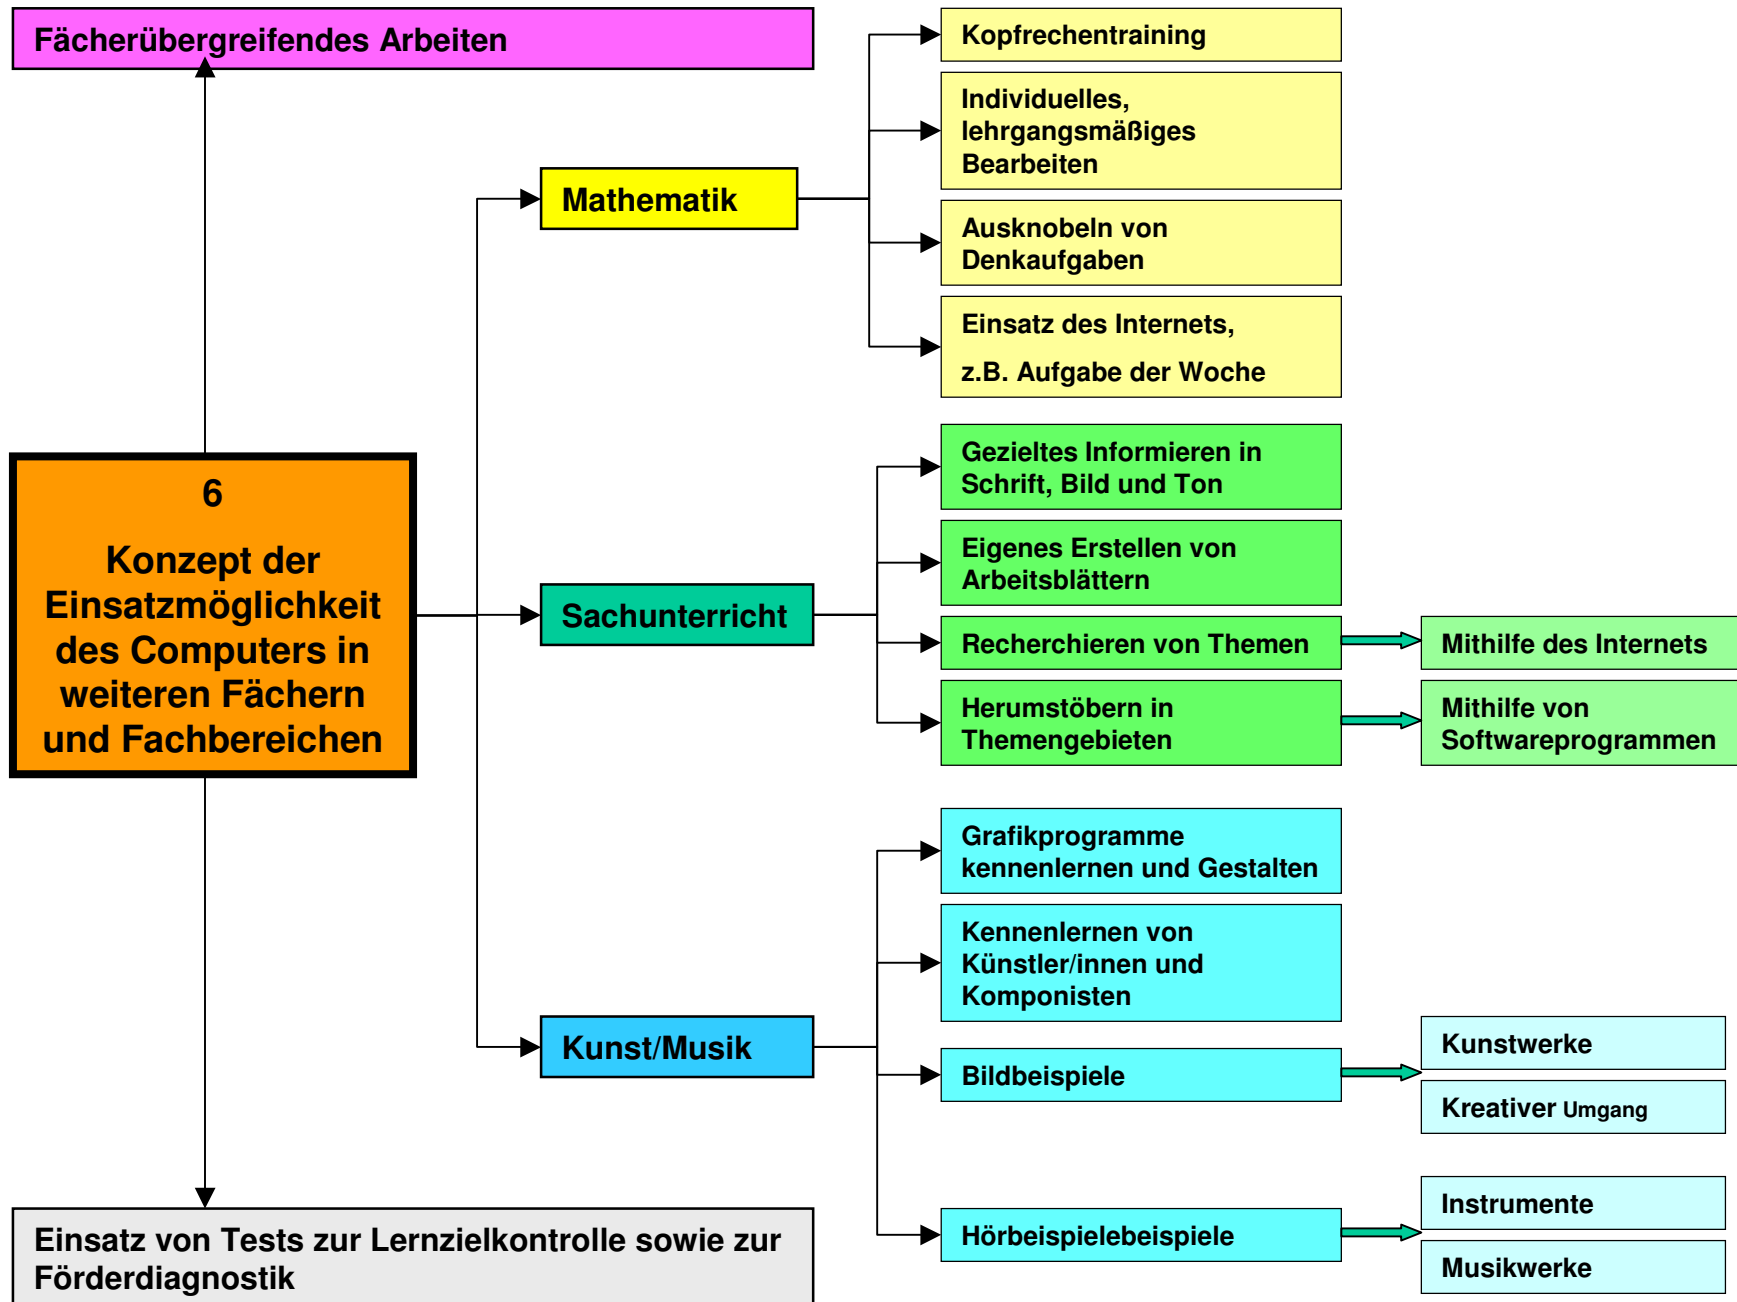 Fächerübergreifendes Arbeiten
6
Konzept der
Einsatzmöglichkeit
des Computers in
weiteren Fächern
und Fachbereichen
Einsatz von Tests zur Lernzielkontrolle sowie zur
Förderdiagnostik
Mathematik
Kopfrechentraining
Individuelles,
lehrgangsmäßiges
Bearbeiten
Ausknobeln von
Denkaufgaben
Einsatz des Internets,
z.B. Aufgabe der Woche
Sachunterricht
Gezieltes Informieren in
Schrift, Bild und Ton
Eigenes Erstellen von
Arbeitsblättern
Recherchieren von Themen
Mithilfe des Internets
Herumstöbern in
Themengebieten
Mithilfe von
Softwareprogrammen
Kunst/Musik
Grafikprogramme
kennenlernen und Gestalten
Kennenlernen von
Künstler/innen und
Komponisten
Bildbeispiele
Kunstwerke
Kreativer Umgang
Hörbeispielebeispiele
Instrumente
Musikwerke